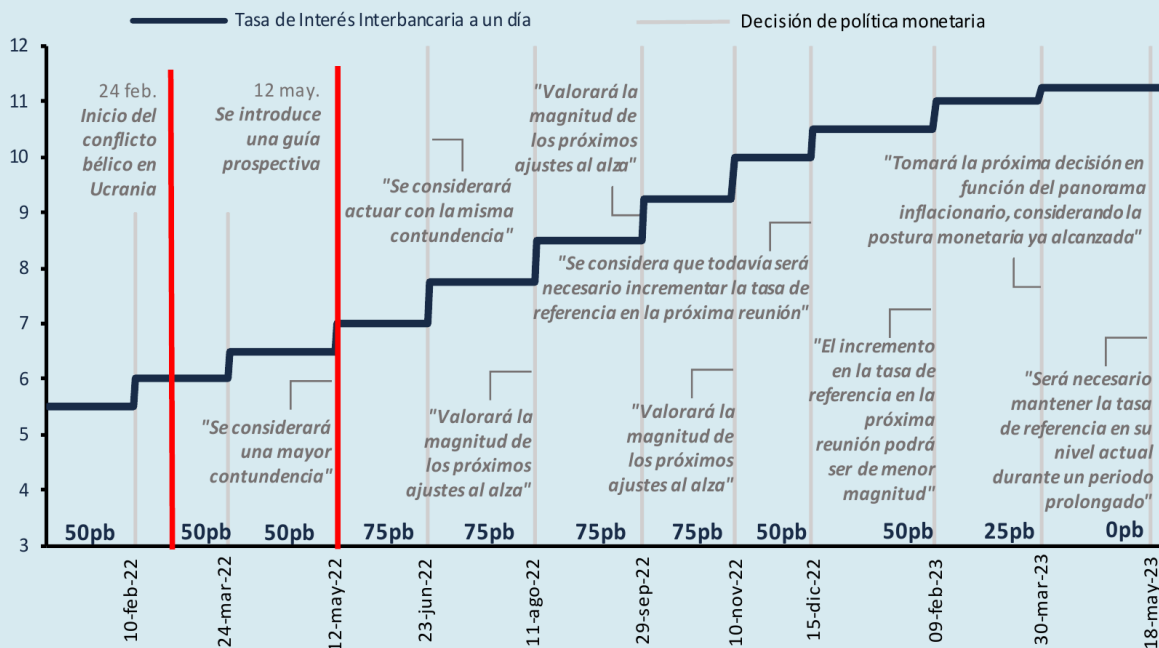 Tasa de Interés Interbancaria a un día
Decisión de política monetaria
12
11
10
9
8
7
6
5
4
3
24 feb.
Inicio del
conflicto
bélico en
Ucrania
12 may.
Se introduce
una guía
prospectiva
"Se considerará
una mayor
contundencia"
"Se considerará
actuar con la misma
contundencia"
"Valorará la
magnitud de
los próximos
ajustes al alza"
"Valorará la
magnitud de
los próximos
ajustes al alza"
"Valorará la
magnitud de
los próximos
ajustes al alza"
"Se considera que todavía será
necesario incrementar la tasa de
referencia en la próxima reunión"
"El incremento
en la tasa de
referencia en la
próxima
reunión podrá
ser de menor
magnitud"
"Tomará la próxima decisión en
función del panorama
inflacionario, considerando la
postura monetaria ya alcanzada"
"Será necesario
mantener la tasa
de referencia en su
nivel actual
durante un periodo
prolongado"
50pb
50pb
50pb
75pb
75pb
75pb
75pb
50pb
50pb
25pb
0pb
10-feb-22
24-mar-22
12-may-22
23-jun-22
11-ago-22
29-sep-22
10-nov-22
15-dic-22
09-feb-23
30-mar-23
18-may-23